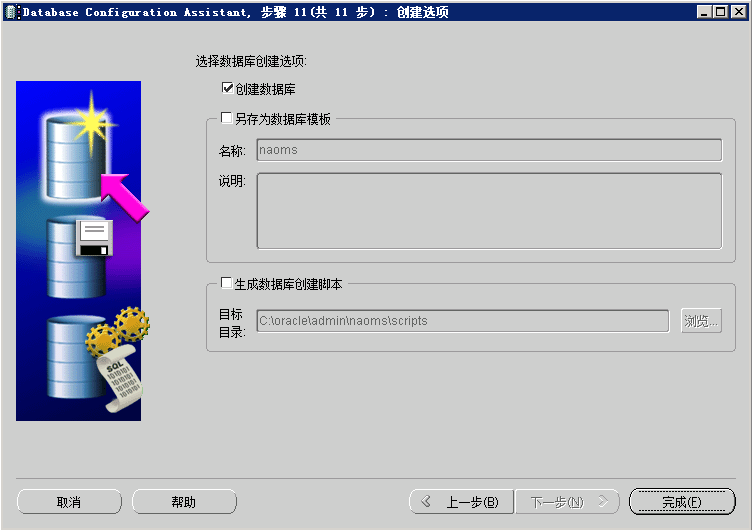 Database Configuration Assistant, 步骤 11(共 11 步) : 创建选项
选择数据库创建选项:
创建数据库
另存为数据库模板
名称: naoms
说明:
生成数据库创建脚本
目标
目录: C:\oracle\admin\naoms\scripts 浏览...
SQL
取消 帮助 上一步(B) 下一步(N) 完成(F)